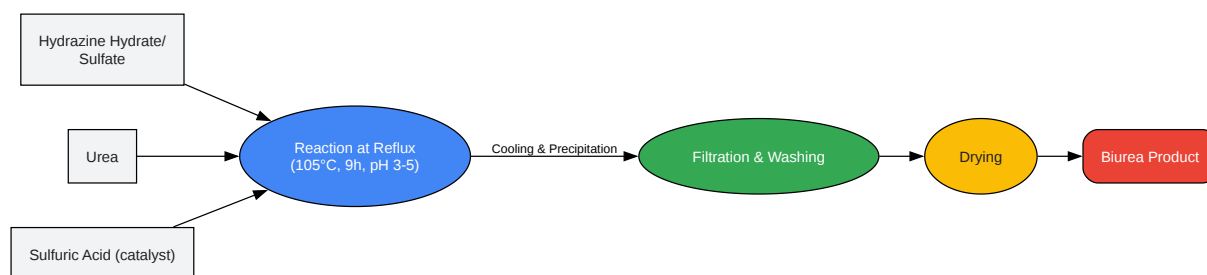 Hydrazine Hydrate/
Sulfate
Urea
Sulfuric Acid (catalyst)
Reaction at Reflux
(105°C, 9h, pH 3-5)
Cooling & Precipitation
Filtration & Washing
Drying
Biurea Product